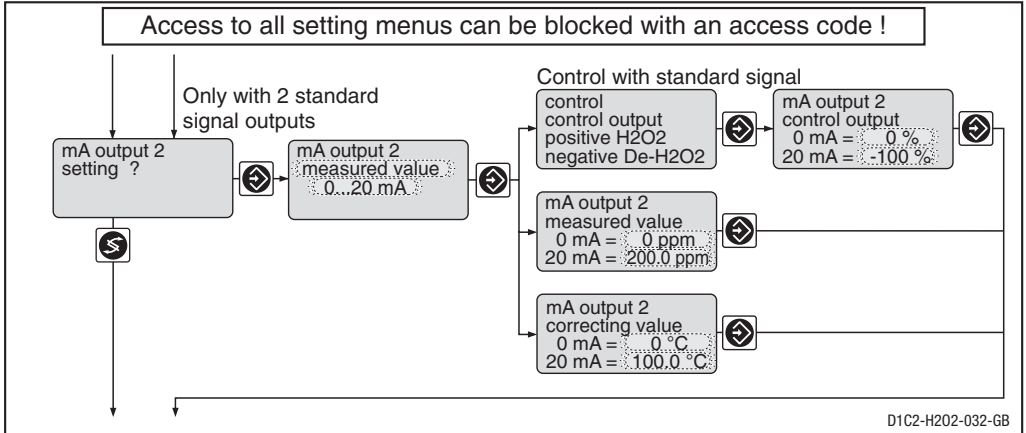 Access to all setting menus can be blocked with an access code !
Only with 2 standard
signal outputs
Control with standard signal
mA output 2
setting ?
mA output 2
measured value
0...20 mA
control
control output
positive H2O2
negative De-H2O2
mA output 2
control output
0 mA = 0 %
20 mA = -100 %
mA output 2
measured value
0 mA = 0 ppm
20 mA = 200.0 ppm
mA output 2
correcting value
0 mA = 0 °C
20 mA = 100.0 °C
D1C2-H2O2-032-GB